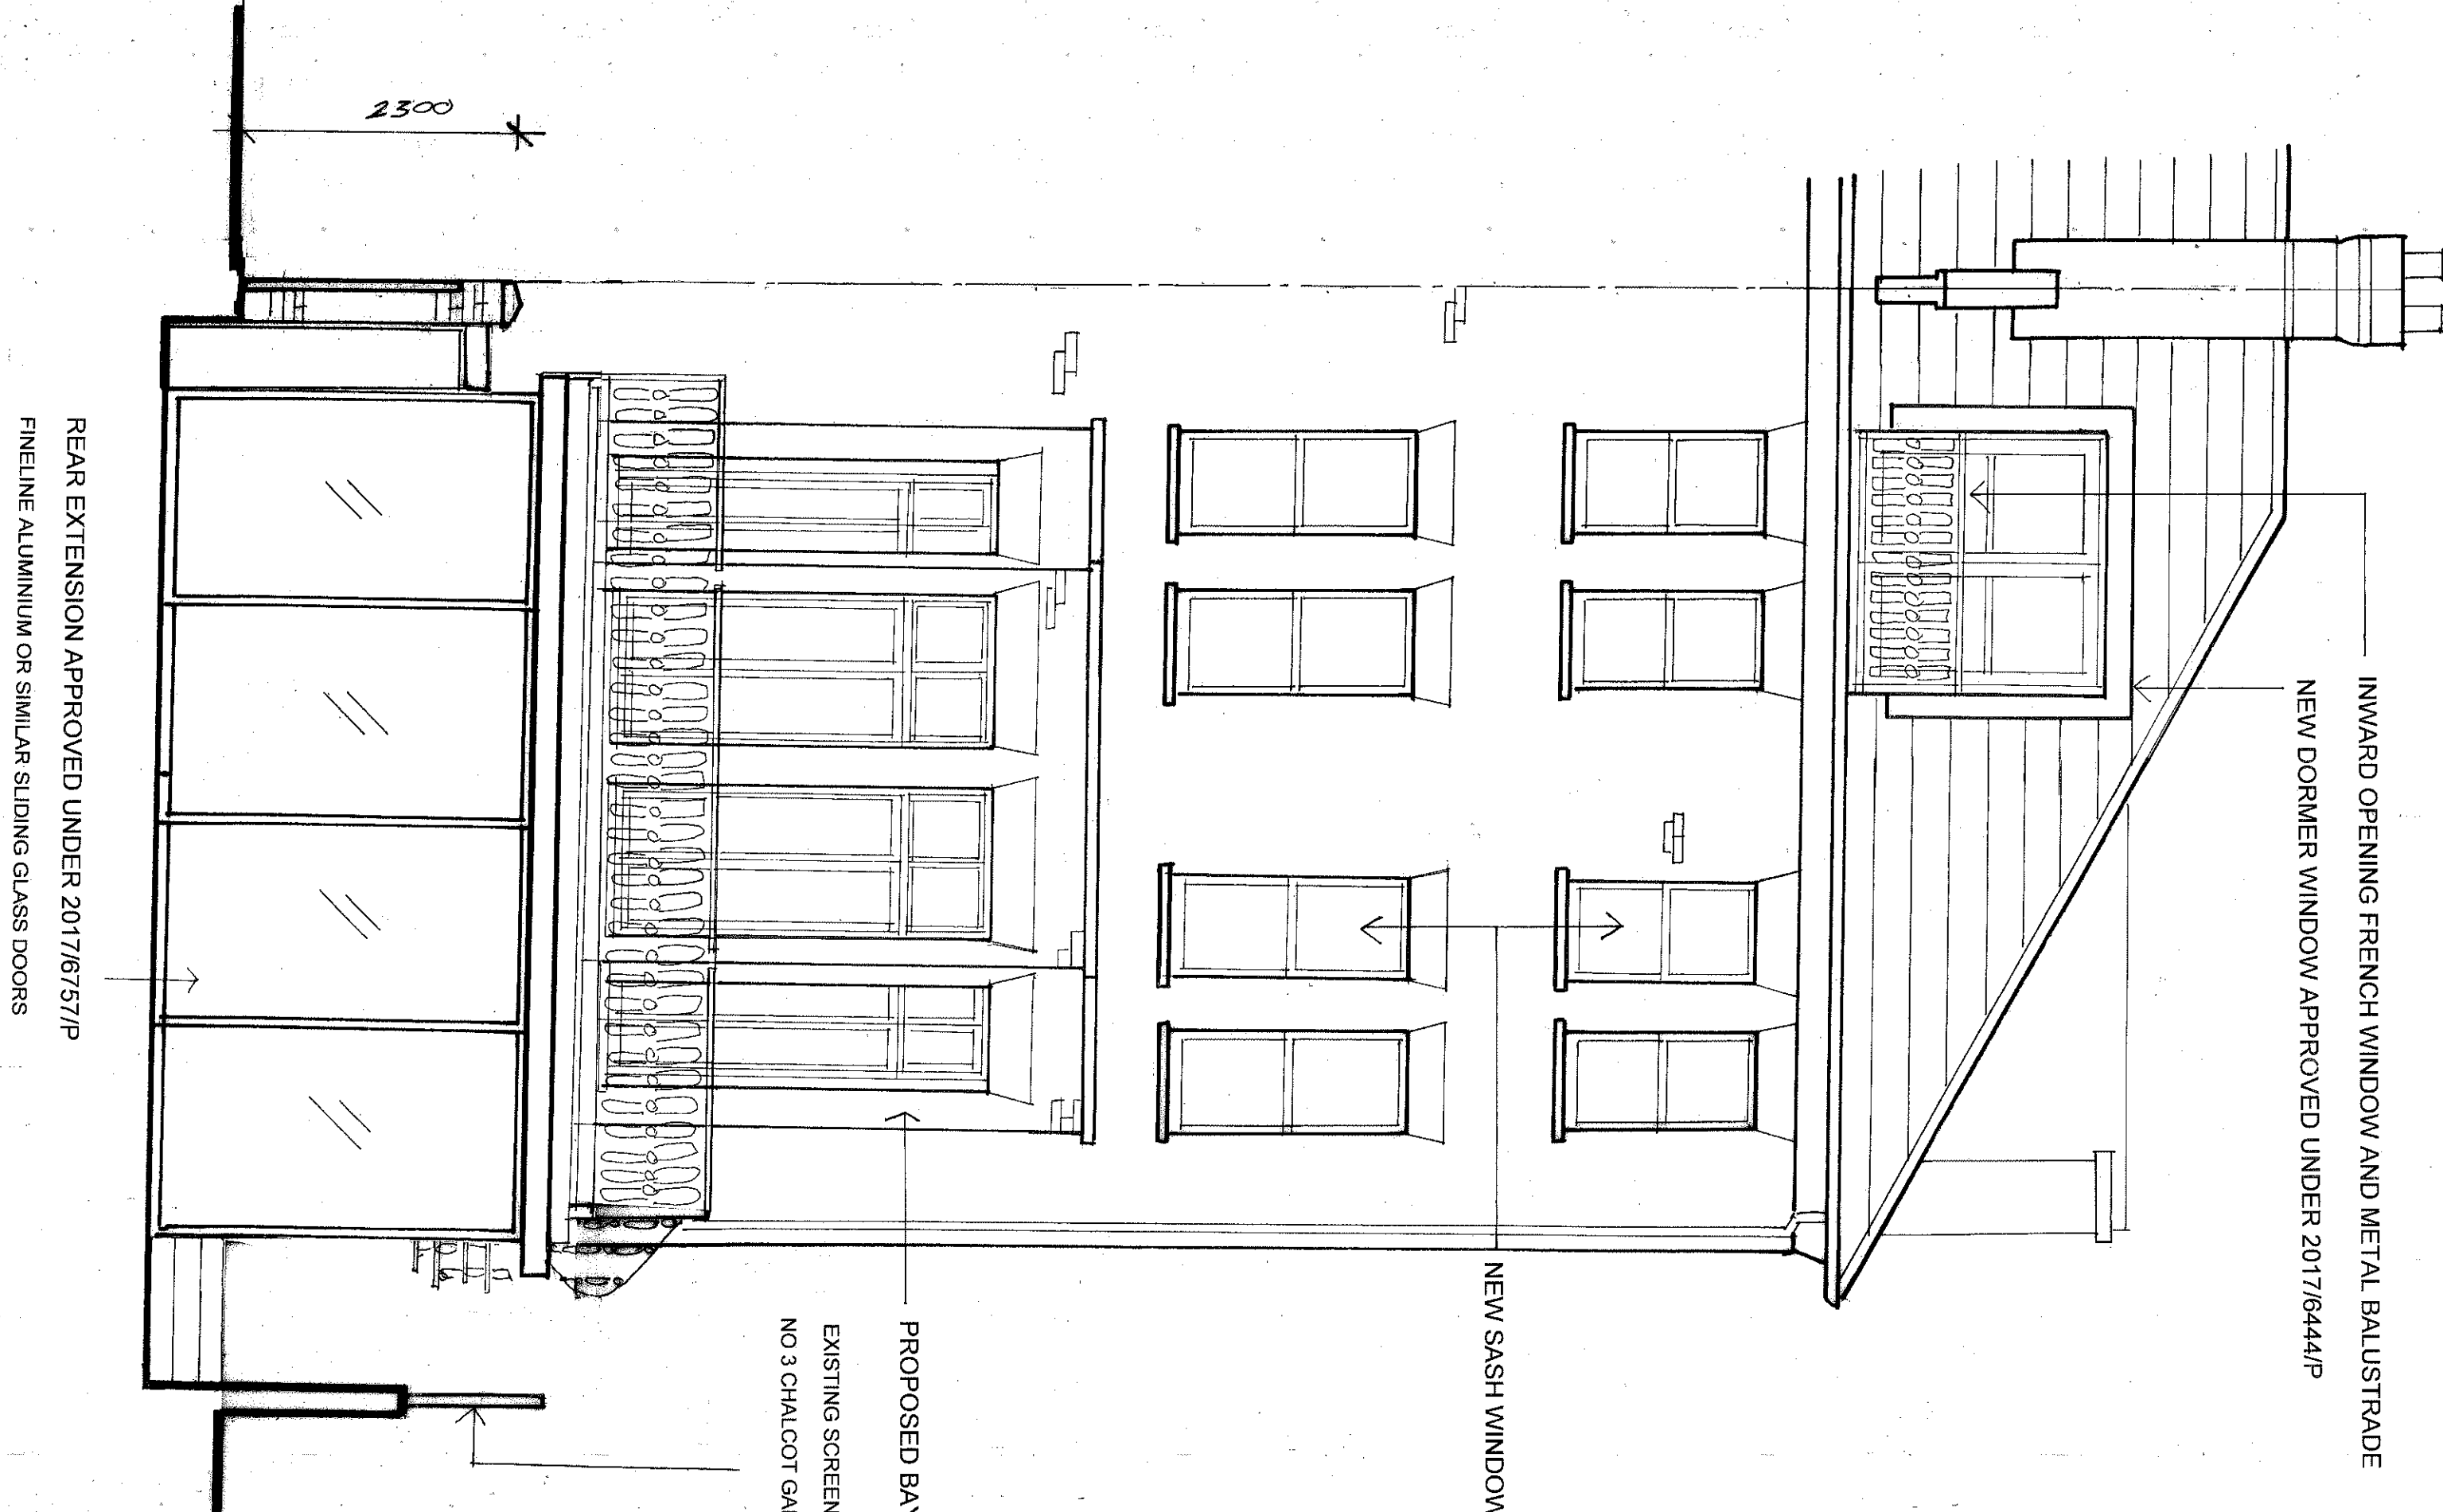 INWARD OPENING FRENCH WINDOW AND METAL BALUSTRADE
NEW DORMER WINDOW APPROVED UNDER 2017/6444/P
NEW SASH WINDOW
PROPOSED BAY
EXISTING SCREEN
NO 3 CHALCOT GA
2300
REAR EXTENSION APPROVED UNDER 2017/6757/P
FINELINE ALUMINIUM OR SIMILAR SLIDING GLASS DOORS